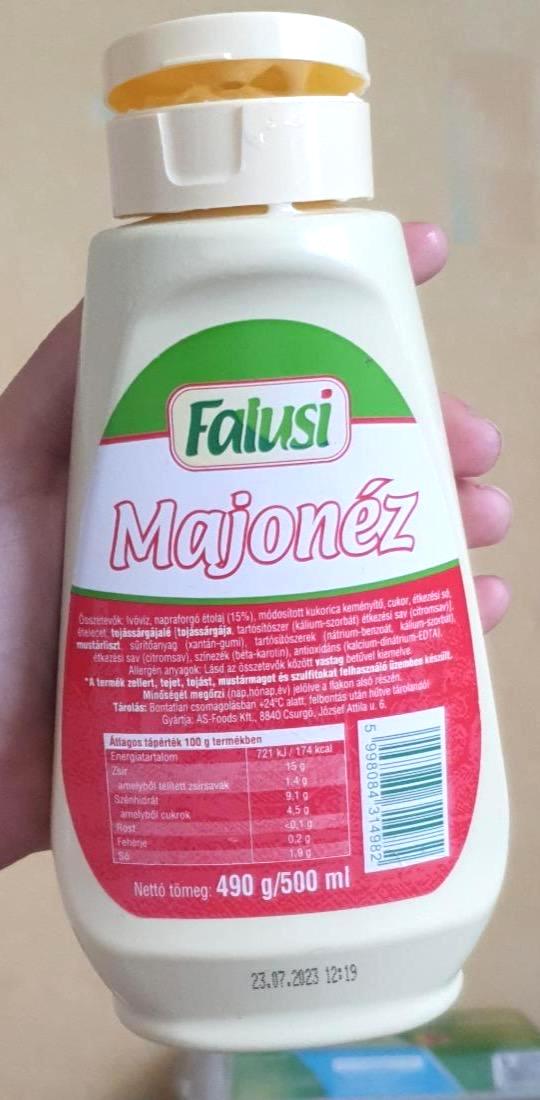 Falusi
Majonéz
Összetevők: Ivóvíz, napraforgó étolaj (15%), módosított kukorica keményítő, cukor, étkezési só,
ételecet, tojássárgájalé [tojássárgája, tartósítószer (kálium-szorbát) étkezési sav (citromsav)],
mustárliszt, sűrítőanyag (xantán-gumi), tartósítószerek (nátrium-benzoát, kálium-szorbát),
étkezési sav (citromsav), színezék (béta-karotin), antioxidáns (kalcium-dinátrium-EDTA).
Allergén anyagok: Lásd az összetevők között vastag betűvel kiemelve.
*A termék zellert, tejet, tojást, mustármagot és szulfitokat felhasználó üzemben készült.
Minőségét megőrzi (nap,hónap,év) jelölve a flakon alsó részén.
Tárolás: Bontatlan csomagolásban +24°C alatt, felbontás után hűtve tárolandó!
Gyártja: AS-Foods Kft., 8840 Csurgó, József Attila u. 6.
Átlagos tápérték 100 g termékben
Energiatartalom 721 kJ / 174 kcal
Zsír 15 g
amelyből telített zsírsavak 1,4 g
Szénhidrát 9,1 g
amelyből cukrok 4,5 g
Rost <0,1 g
Fehérje 0,2 g
Só 1,9 g
5 998084 314982
Nettó tömeg: 490 g/500 ml
23.07.2023 12:19